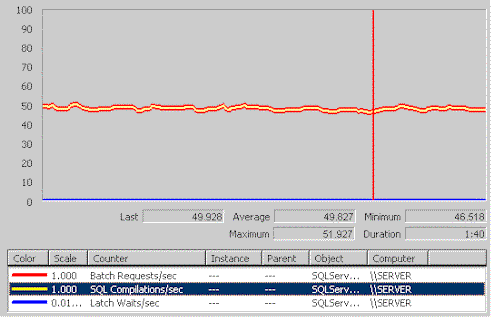 100
90
80
70
60
50
40
30
20
10
0
Last 49.928 Average 49.827 Minimum 46.518
Maximum 51.927 Duration 1:40
Color Scale Counter Instance Parent Object Computer
1.000 Batch Requests/sec --- --- SQLServ... \\SERVER
1.000 SQL Compilations/sec --- --- SQLServ... \\SERVER
0.01... Latch Waits/sec --- --- SQLServ... \\SERVER